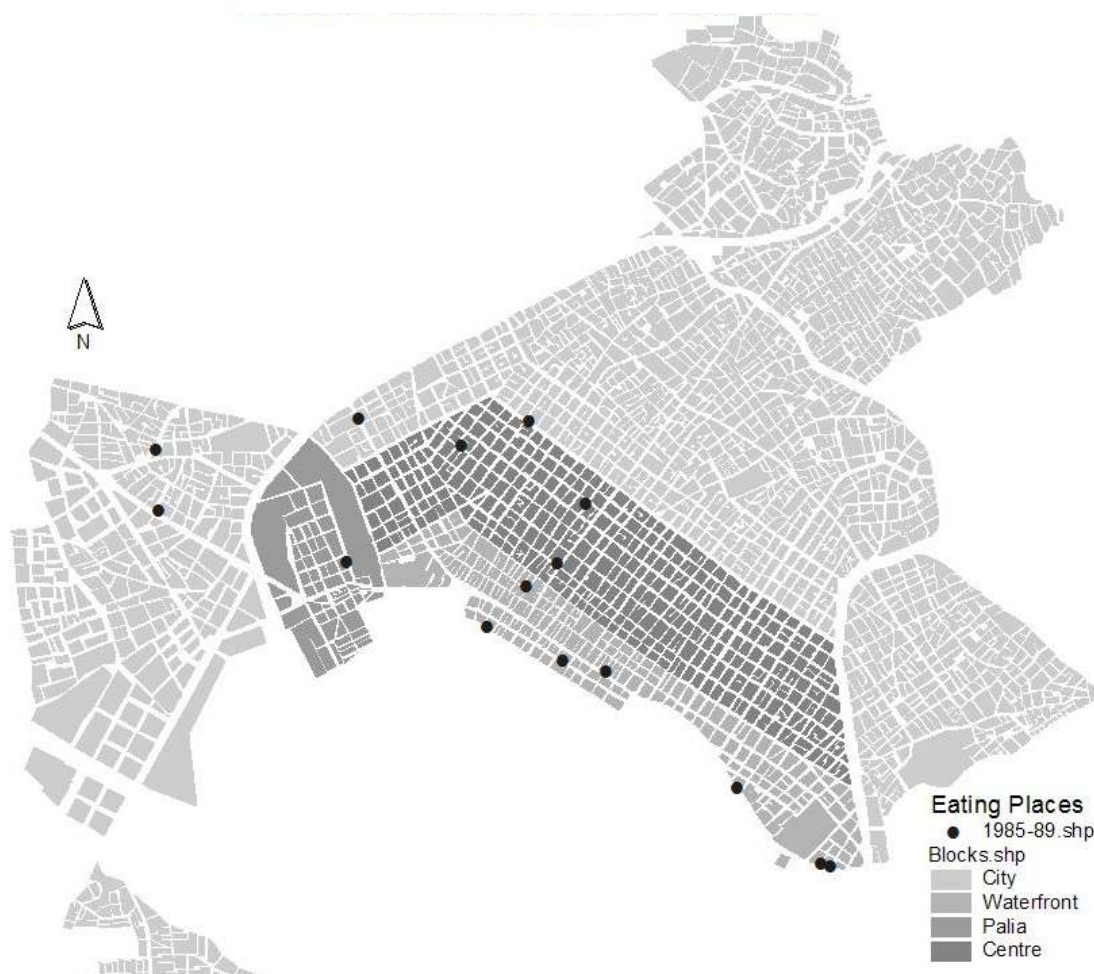 N
Eating Places
1985-89.shp
Blocks.shp
City
Waterfront
Palia
Centre